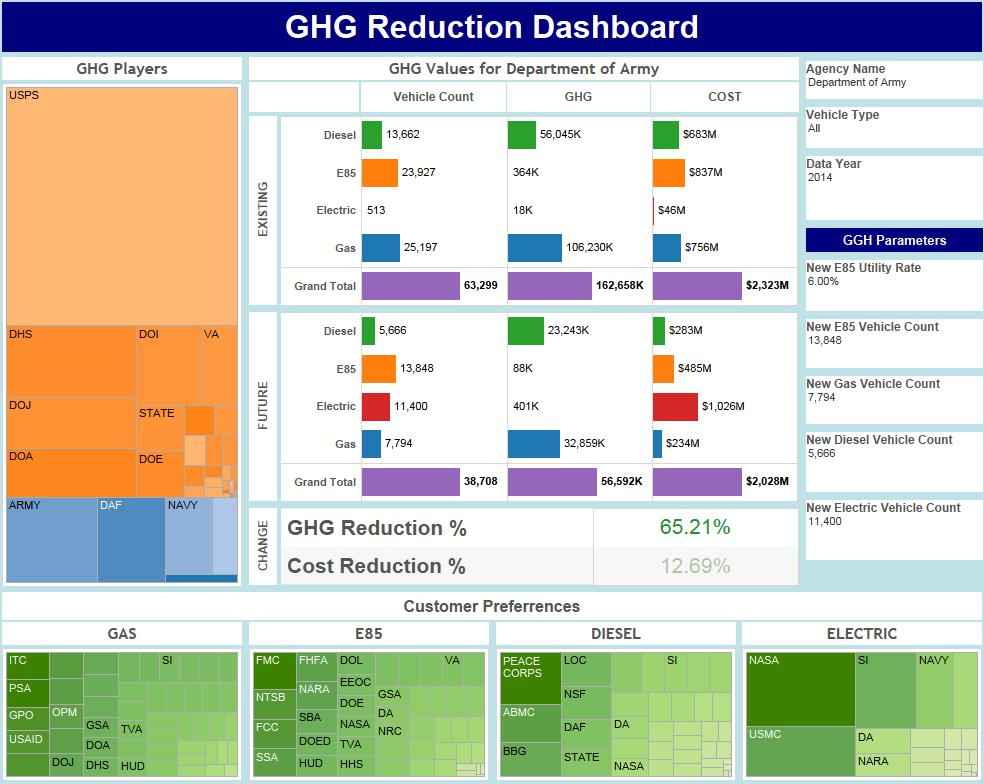 GHG Reduction Dashboard
GHG Players
USPS
DHS
DOI
VA
DOJ
STATE
DOA
DOE
ARMY
DAF
NAVY
GHG Values for Department of Army
Vehicle Count
GHG
COST
EXISTING
Diesel 13,662 56,045K $683M
E85 23,927 364K $837M
Electric 513 18K $46M
Gas 25,197 106,230K $756M
Grand Total 63,299 162,658K $2,323M
FUTURE
Diesel 5,666 23,243K $283M
E85 13,848 88K $485M
Electric 11,400 401K $1,026M
Gas 7,794 32,859K $234M
Grand Total 38,708 56,592K $2,028M
CHANGE
GHG Reduction % 65.21%
Cost Reduction % 12.69%
Agency Name
Department of Army
Vehicle Type
All
Data Year
2014
GGH Parameters
New E85 Utility Rate
6.00%
New E85 Vehicle Count
13,848
New Gas Vehicle Count
7,794
New Diesel Vehicle Count
5,666
New Electric Vehicle Count
11,400
Customer Preferrences
GAS
ITC
PSA
GPO
USAID
OPM
DOJ
GSA
DOA
DHS
TVA
HUD
SI
E85
FMC
NTSB
FCC
SSA
FHFA
NARA
SBA
DOED
HUD
DOL
EEOC
DOE
NASA
TVA
HHS
GSA
DA
NRC
VA
DIESEL
PEACE
CORPS
ABMC
BBG
LOC
NSF
DAF
STATE
SI
DA
NASA
ELECTRIC
NASA
USMC
SI
NAVY
DA
NARA